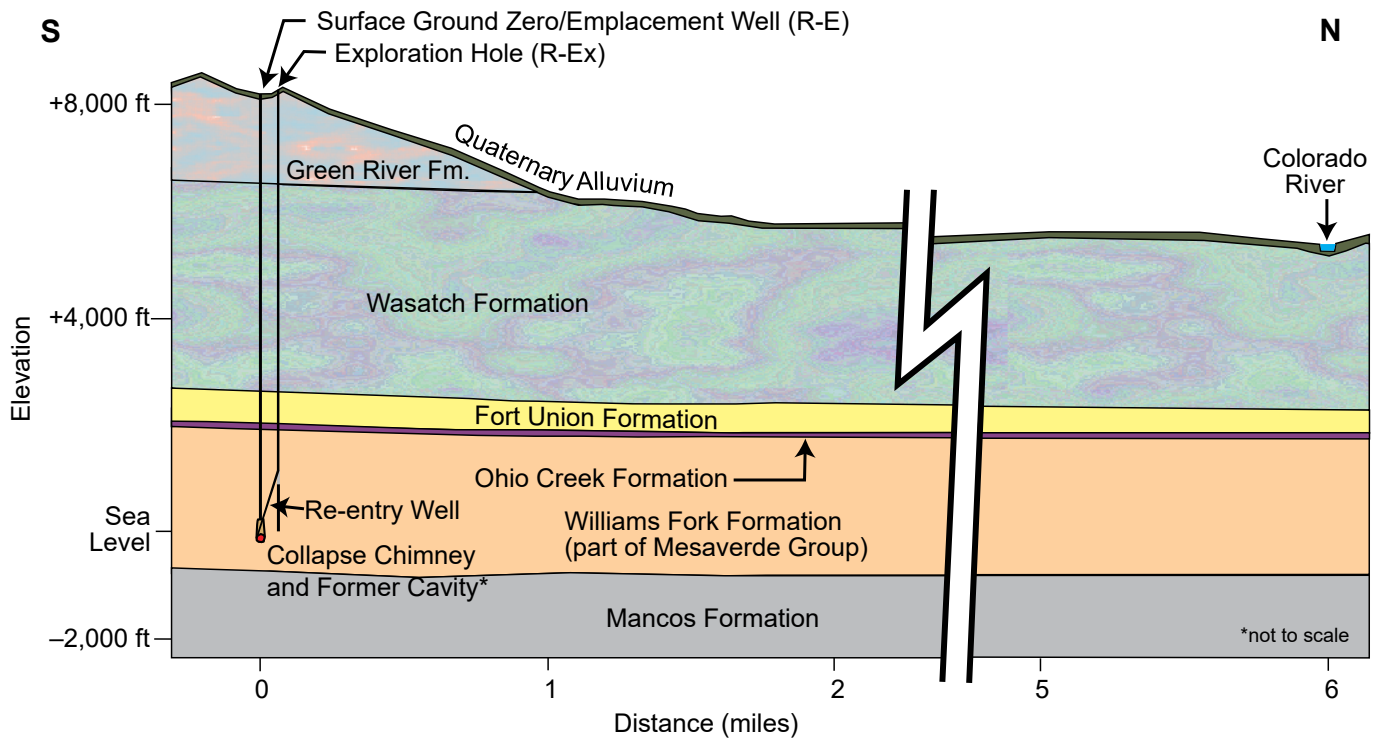 S
Surface Ground Zero/Emplacement Well (R-E)
N
Exploration Hole (R-Ex)
+8,000 ft
Quaternary Alluvium
Green River Fm.
Colorado
River
Wasatch Formation
+4,000 ft
Elevation
Fort Union Formation
Ohio Creek Formation
Re-entry Well
Sea
Level
Williams Fork Formation
(part of Mesaverde Group)
Collapse Chimney
and Former Cavity*
Mancos Formation
–2,000 ft
*not to scale
0
1
2
5
6
Distance (miles)